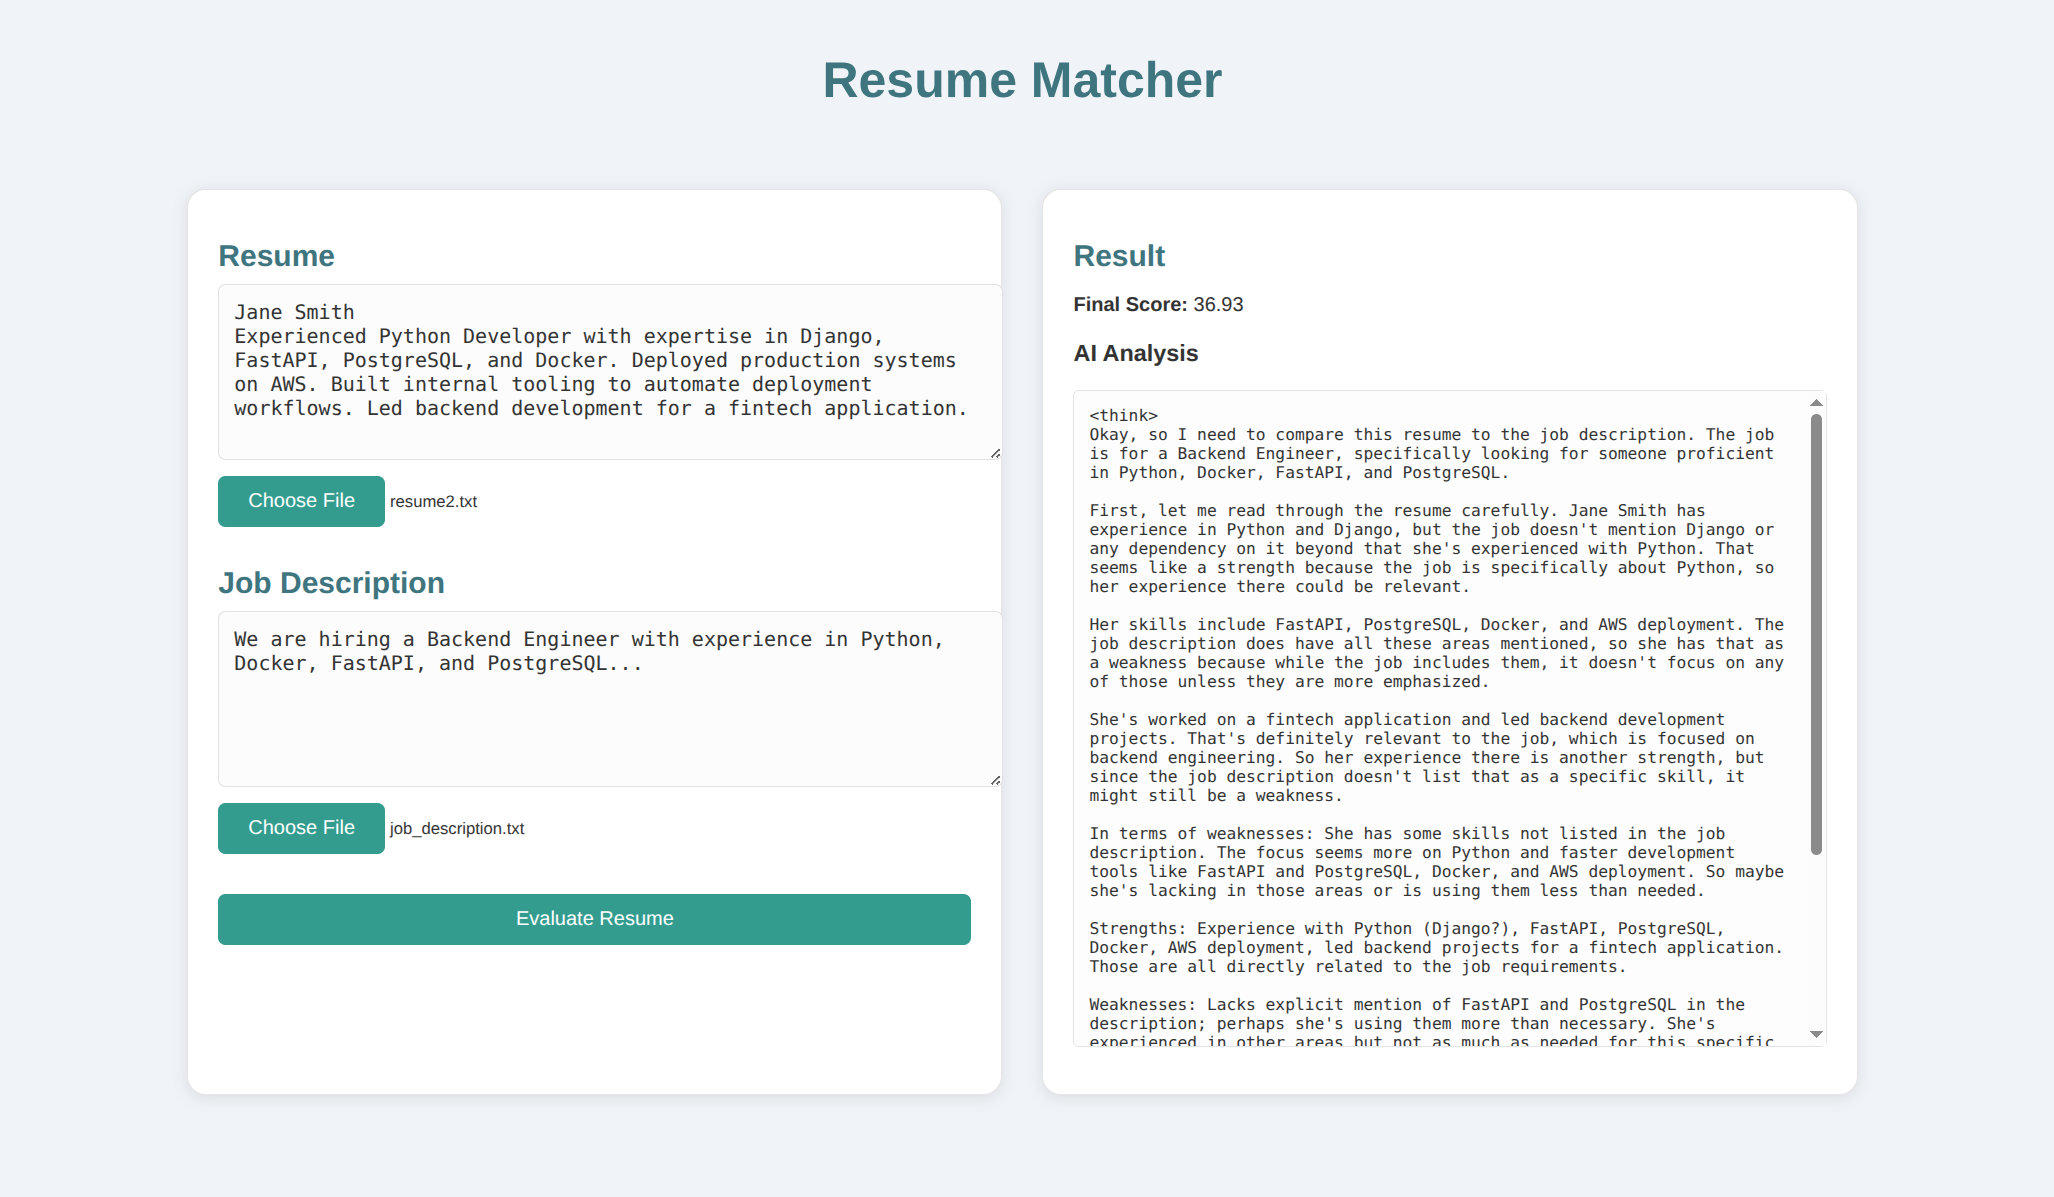 Resume Matcher
Resume
Jane Smith
Experienced Python Developer with expertise in Django,
FastAPI, PostgreSQL, and Docker. Deployed production systems
on AWS. Built internal tooling to automate deployment
workflows. Led backend development for a fintech application.
Choose File resume2.txt
Job Description
We are hiring a Backend Engineer with experience in Python,
Docker, FastAPI, and PostgreSQL...
Choose File job_description.txt
Evaluate Resume
Result
Final Score: 36.93
AI Analysis
<think>
Okay, so I need to compare this resume to the job description. The job
is for a Backend Engineer, specifically looking for someone proficient
in Python, Docker, FastAPI, and PostgreSQL.
First, let me read through the resume carefully. Jane Smith has
experience in Python and Django, but the job doesn't mention Django or
any dependency on it beyond that she's experienced with Python. That
seems like a strength because the job is specifically about Python, so
her experience there could be relevant.
Her skills include FastAPI, PostgreSQL, Docker, and AWS deployment. The
job description does have all these areas mentioned, so she has that as
a weakness because while the job includes them, it doesn't focus on any
of those unless they are more emphasized.
She's worked on a fintech application and led backend development
projects. That's definitely relevant to the job, which is focused on
backend engineering. So her experience there is another strength, but
since the job description doesn't list that as a specific skill, it
might still be a weakness.
In terms of weaknesses: She has some skills not listed in the job
description. The focus seems more on Python and faster development
tools like FastAPI and PostgreSQL, Docker, and AWS deployment. So maybe
she's lacking in those areas or is using them less than needed.
Strengths: Experience with Python (Django?), FastAPI, PostgreSQL,
Docker, AWS deployment, led backend projects for a fintech application.
Those are all directly related to the job requirements.
Weaknesses: Lacks explicit mention of FastAPI and PostgreSQL in the
description; perhaps she's using them more than necessary. She's
experienced in other areas but not as much as needed for this specific